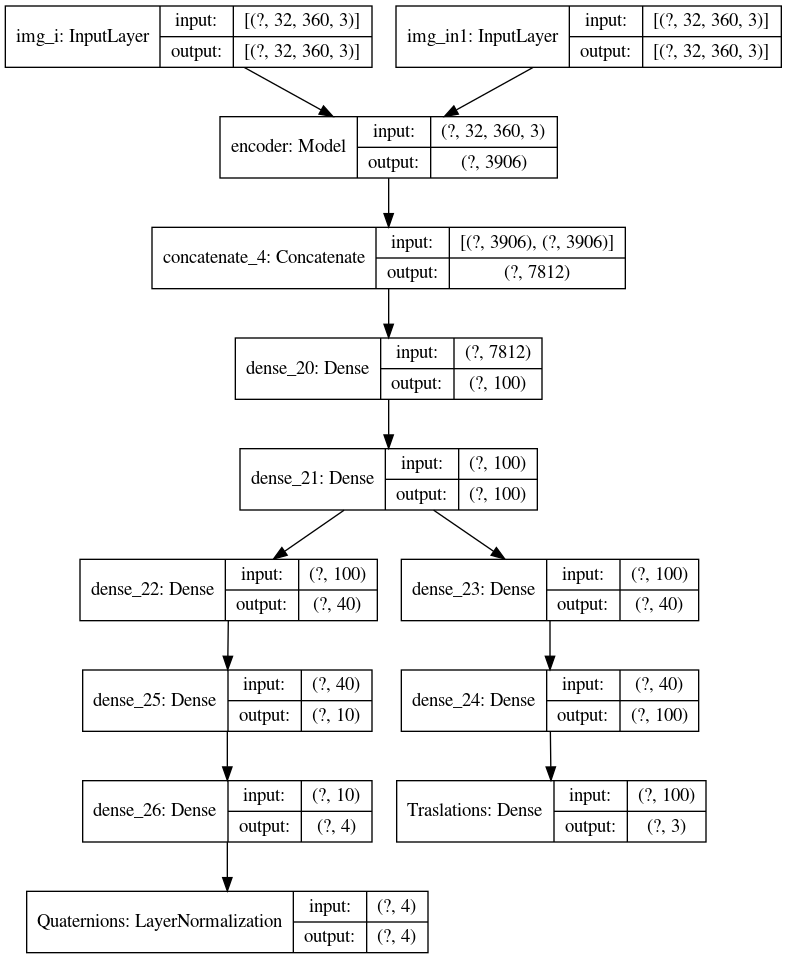 img_i: InputLayer input: [(?, 32, 360, 3)]
output: [(?, 32, 360, 3)]
img_in1: InputLayer input: [(?, 32, 360, 3)]
output: [(?, 32, 360, 3)]
encoder: Model input: (?, 32, 360, 3)
output: (?, 3906)
concatenate_4: Concatenate input: [(?, 3906), (?, 3906)]
output: (?, 7812)
dense_20: Dense input: (?, 7812)
output: (?, 100)
dense_21: Dense input: (?, 100)
output: (?, 100)
dense_22: Dense input: (?, 100)
output: (?, 40)
dense_23: Dense input: (?, 100)
output: (?, 40)
dense_25: Dense input: (?, 40)
output: (?, 10)
dense_24: Dense input: (?, 40)
output: (?, 100)
dense_26: Dense input: (?, 10)
output: (?, 4)
Traslations: Dense input: (?, 100)
output: (?, 3)
Quaternions: LayerNormalization input: (?, 4)
output: (?, 4)